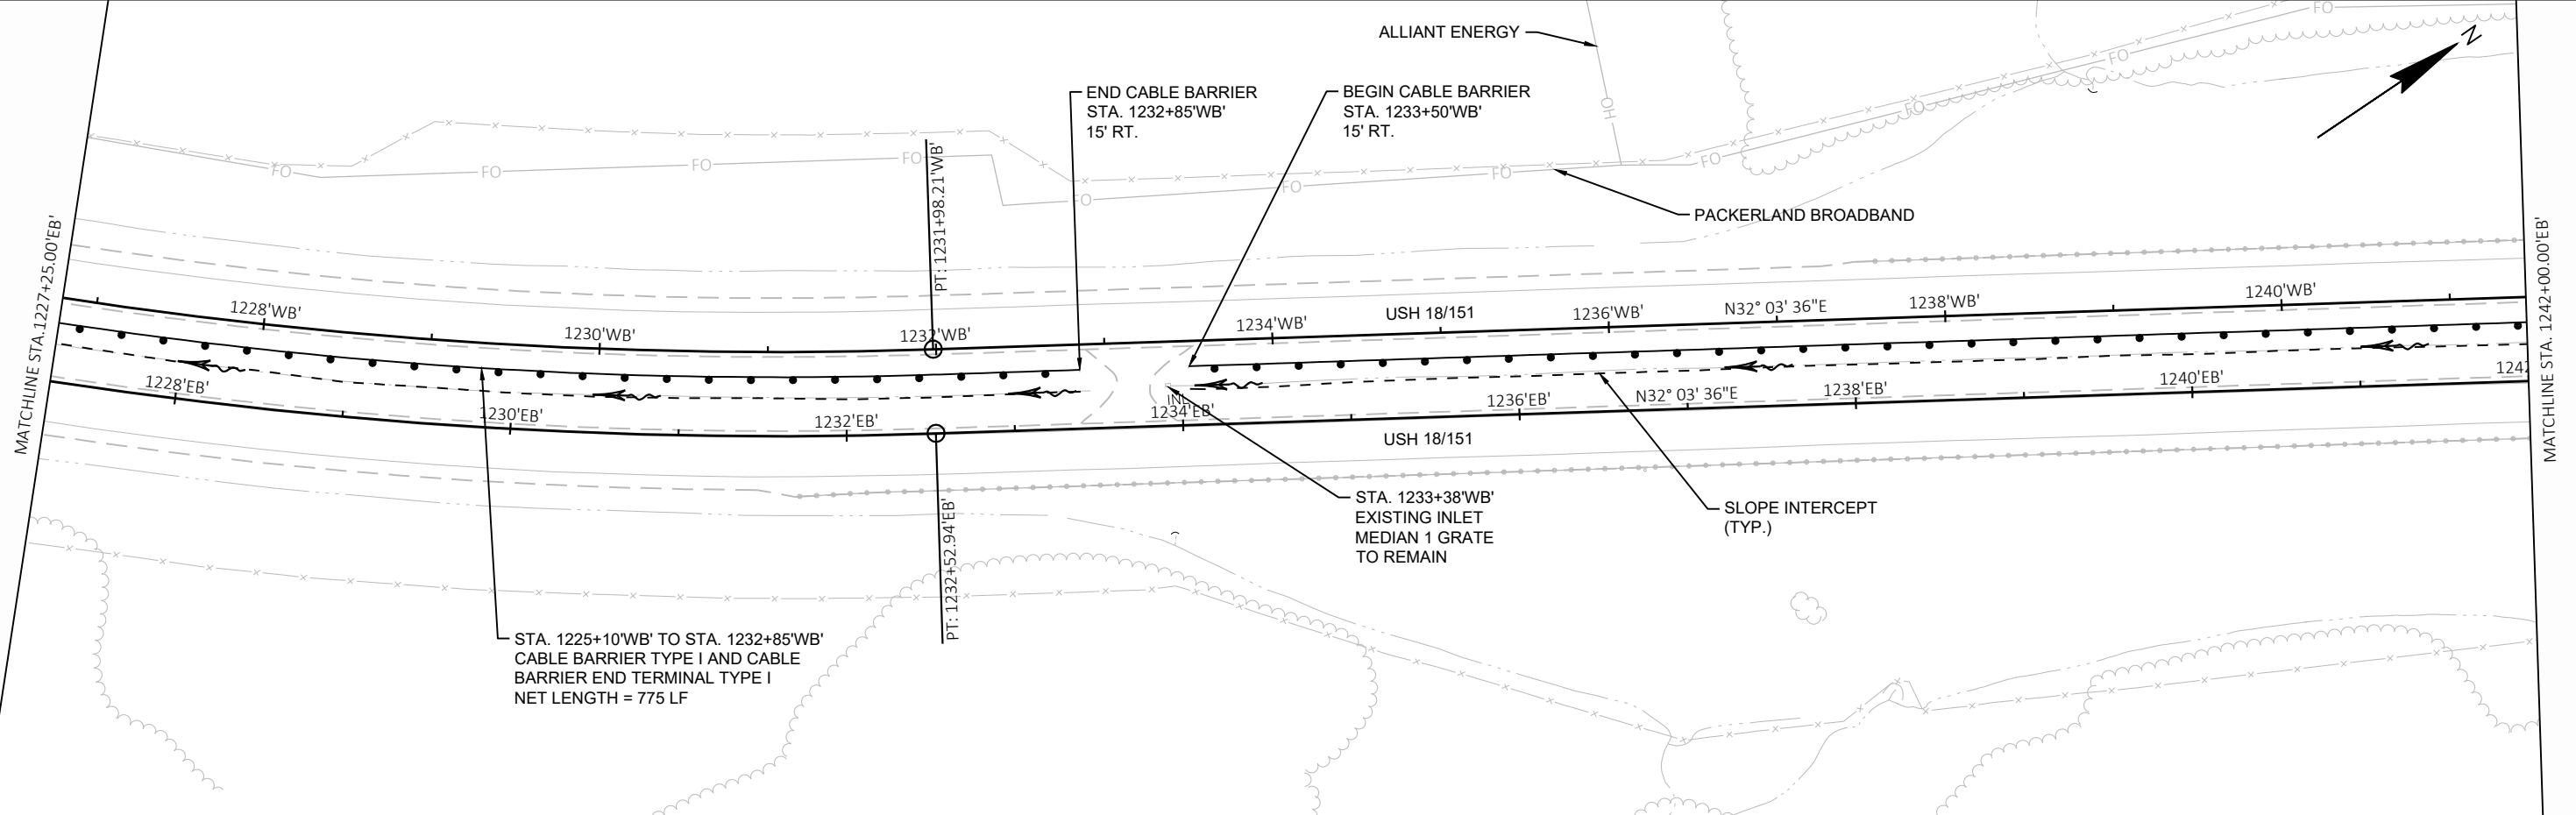 ALLIANT ENERGY
OH
FO
FO
FO
N
END CABLE BARRIER
STA. 1232+85'WB'
15' RT.
BEGIN CABLE BARRIER
STA. 1233+50'WB'
15' RT.
FO
FO
FO
FO
FO
FO
FO
FO
PACKERLAND BROADBAND
MATCHLINE STA.1227+25.00'EB'
PT: 1231+98.21'WB'
MATCHLINE STA. 1242+00.00'EB'
1228'WB'
1230'WB'
1232'WB'
1234'WB'
USH 18/151
1236'WB'
N32° 03' 36"E
1238'WB'
1240'WB'
1228'EB'
1230'EB'
1232'EB'
INL
1234'EB'
1236'EB'
N32° 03' 36"E
1238'EB'
1240'EB'
1242
USH 18/151
PT: 1232+52.94'EB'
STA. 1233+38'WB'
EXISTING INLET
MEDIAN 1 GRATE
TO REMAIN
SLOPE INTERCEPT
(TYP.)
STA. 1225+10'WB' TO STA. 1232+85'WB'
CABLE BARRIER TYPE I AND CABLE
BARRIER END TERMINAL TYPE I
NET LENGTH = 775 LF